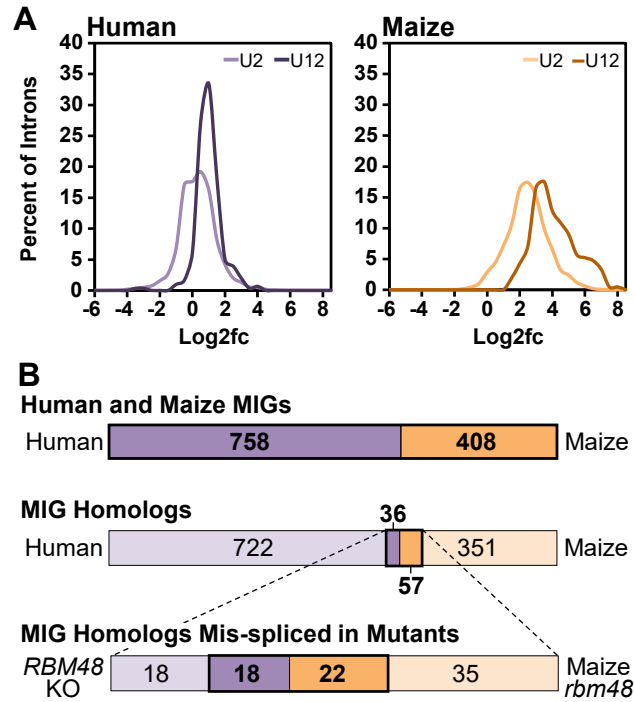 A
Human
Maize
U2 U12
U2 U12
Percent of Introns
40
35
30
25
20
15
10
5
0
40
35
30
25
20
15
10
5
0
-6 -4 -2 0 2 4 6 8
-6 -4 -2 0 2 4 6 8
Log2fc
Log2fc
B
Human and Maize MIGs
Human 758 408 Maize
MIG Homologs
36
Human 722 351 Maize
57
MIG Homologs Mis-spliced in Mutants
RBM48 KO 18 18 22 35 Maize rbm48